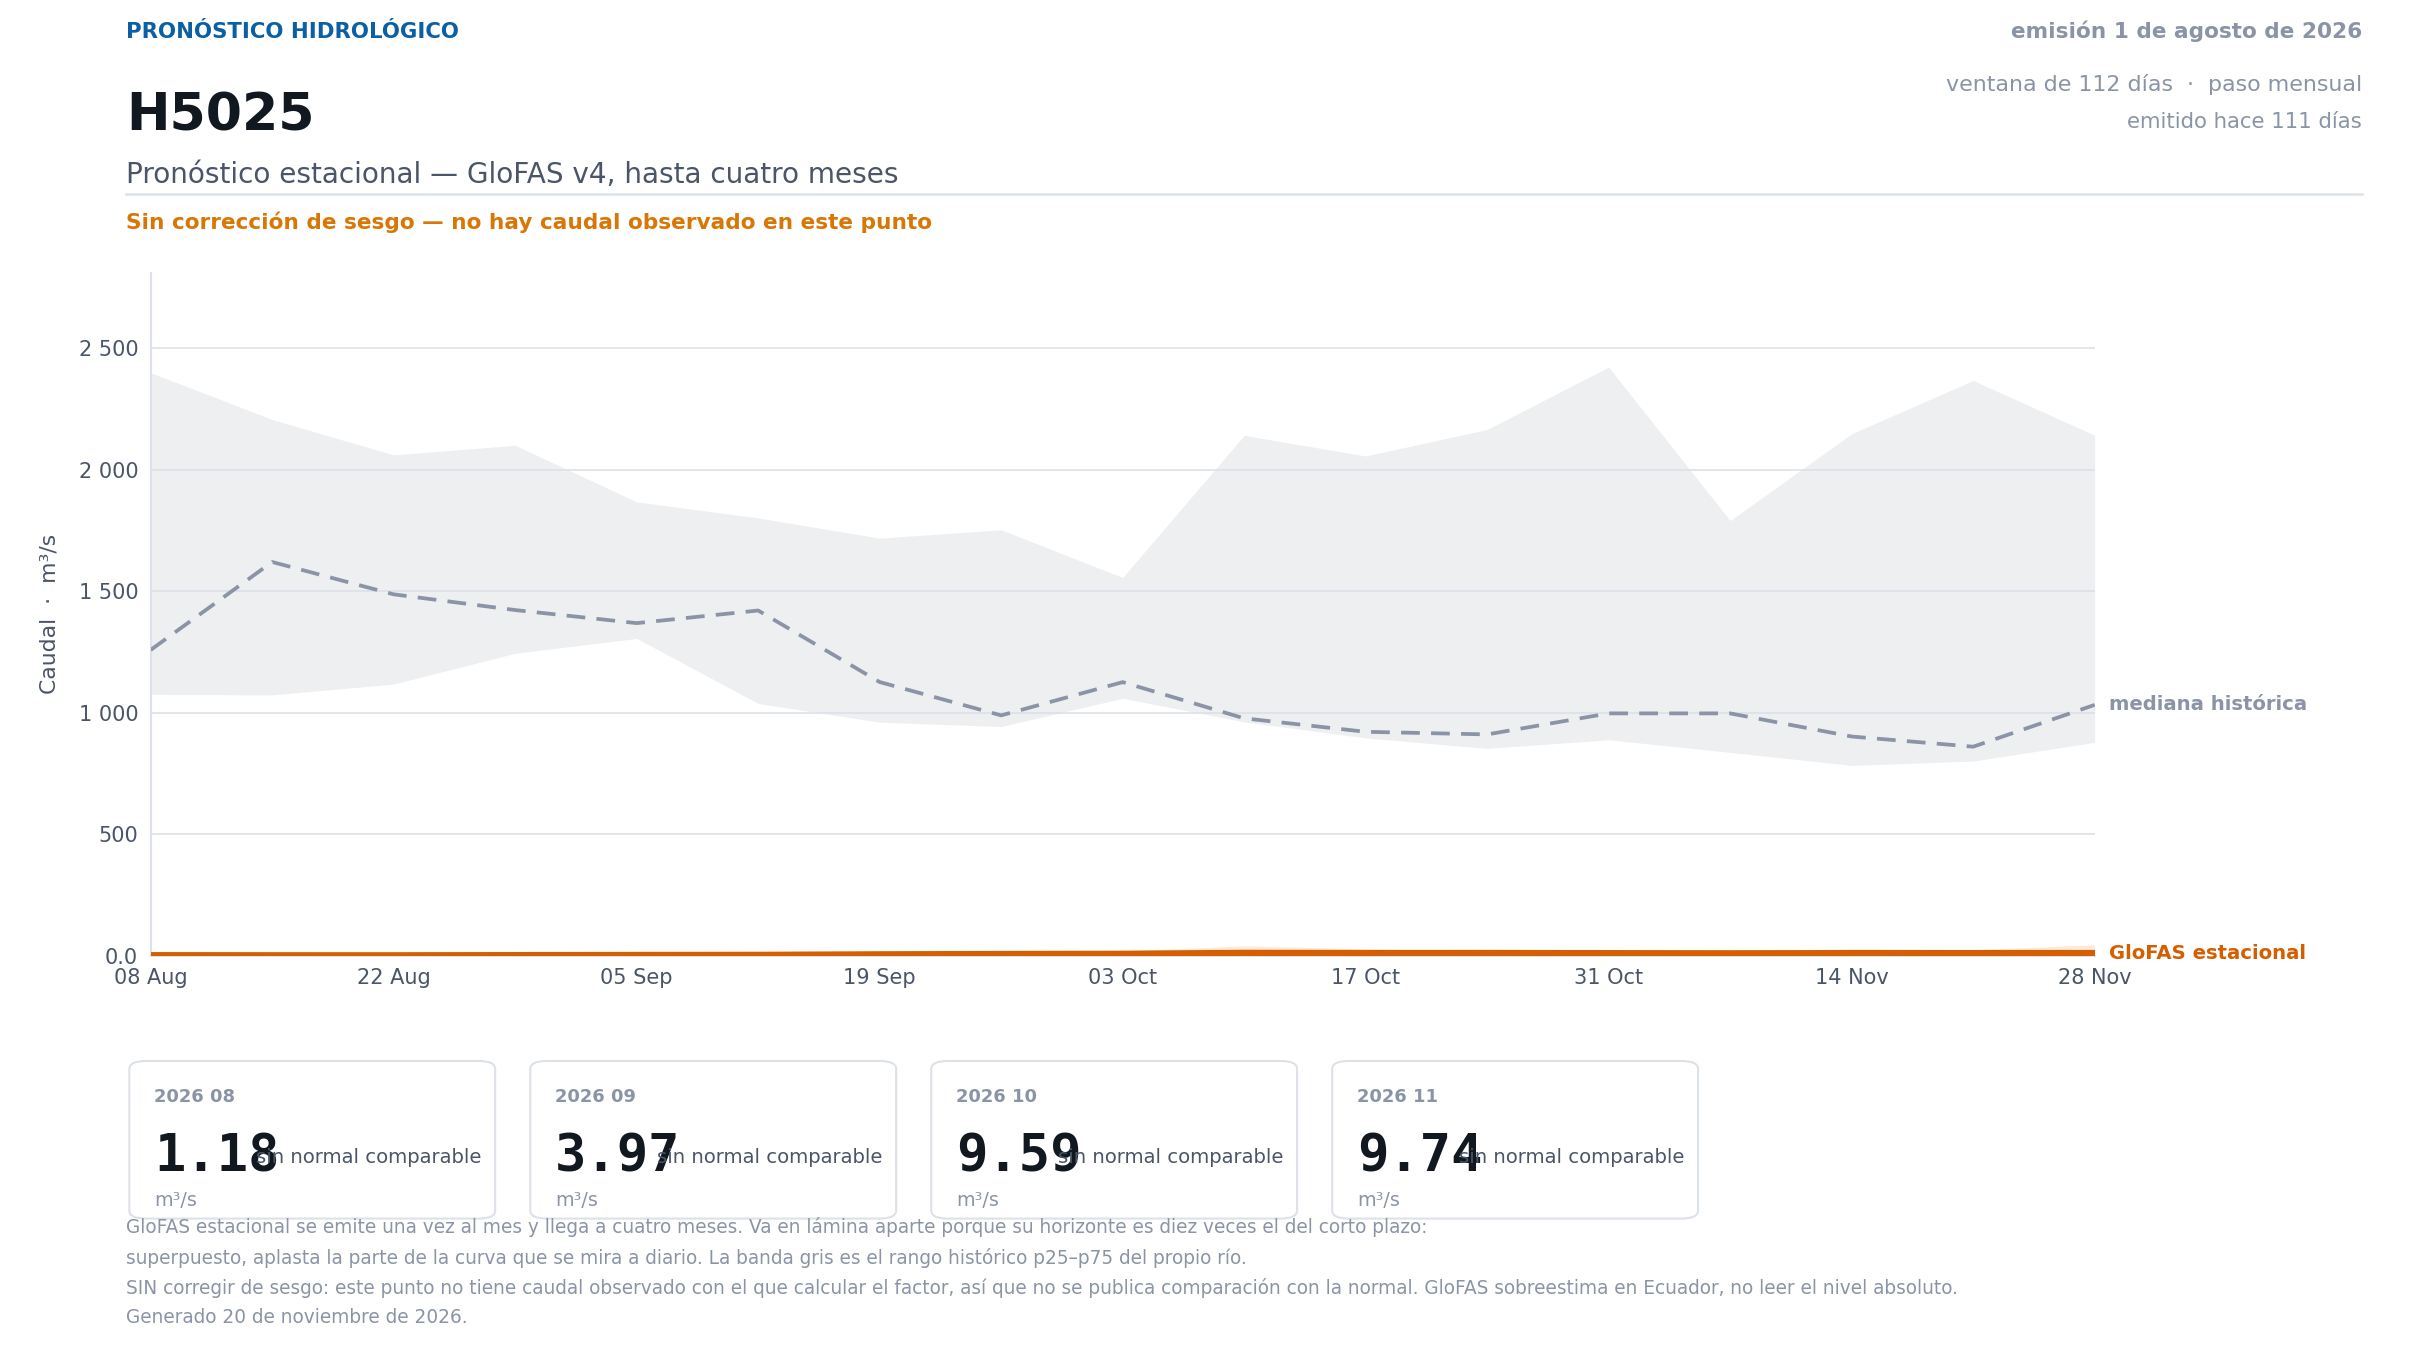 PRONÓSTICO HIDROLÓGICO
emisión 1 de agosto de 2026
H5025
ventana de 112 días · paso mensual
emitido hace 111 días
Pronóstico estacional — GloFAS v4, hasta cuatro meses
Sin corrección de sesgo — no hay caudal observado en este punto
Caudal · m³/s
2 500
2 000
1 500
1 000
500
0.0
mediana histórica
GloFAS estacional
08 Aug
22 Aug
05 Sep
19 Sep
03 Oct
17 Oct
31 Oct
14 Nov
28 Nov
2026 08
1.18
sin normal comparable
m³/s
2026 09
3.97
sin normal comparable
m³/s
2026 10
9.59
sin normal comparable
m³/s
2026 11
9.74
sin normal comparable
m³/s
GloFAS estacional se emite una vez al mes y llega a cuatro meses. Va en lámina aparte porque su horizonte es diez veces el del corto plazo:
superpuesto, aplasta la parte de la curva que se mira a diario. La banda gris es el rango histórico p25–p75 del propio río.
SIN corregir de sesgo: este punto no tiene caudal observado con el que calcular el factor, así que no se publica comparación con la normal. GloFAS sobreestima en Ecuador, no leer el nivel absoluto.
Generado 20 de noviembre de 2026.